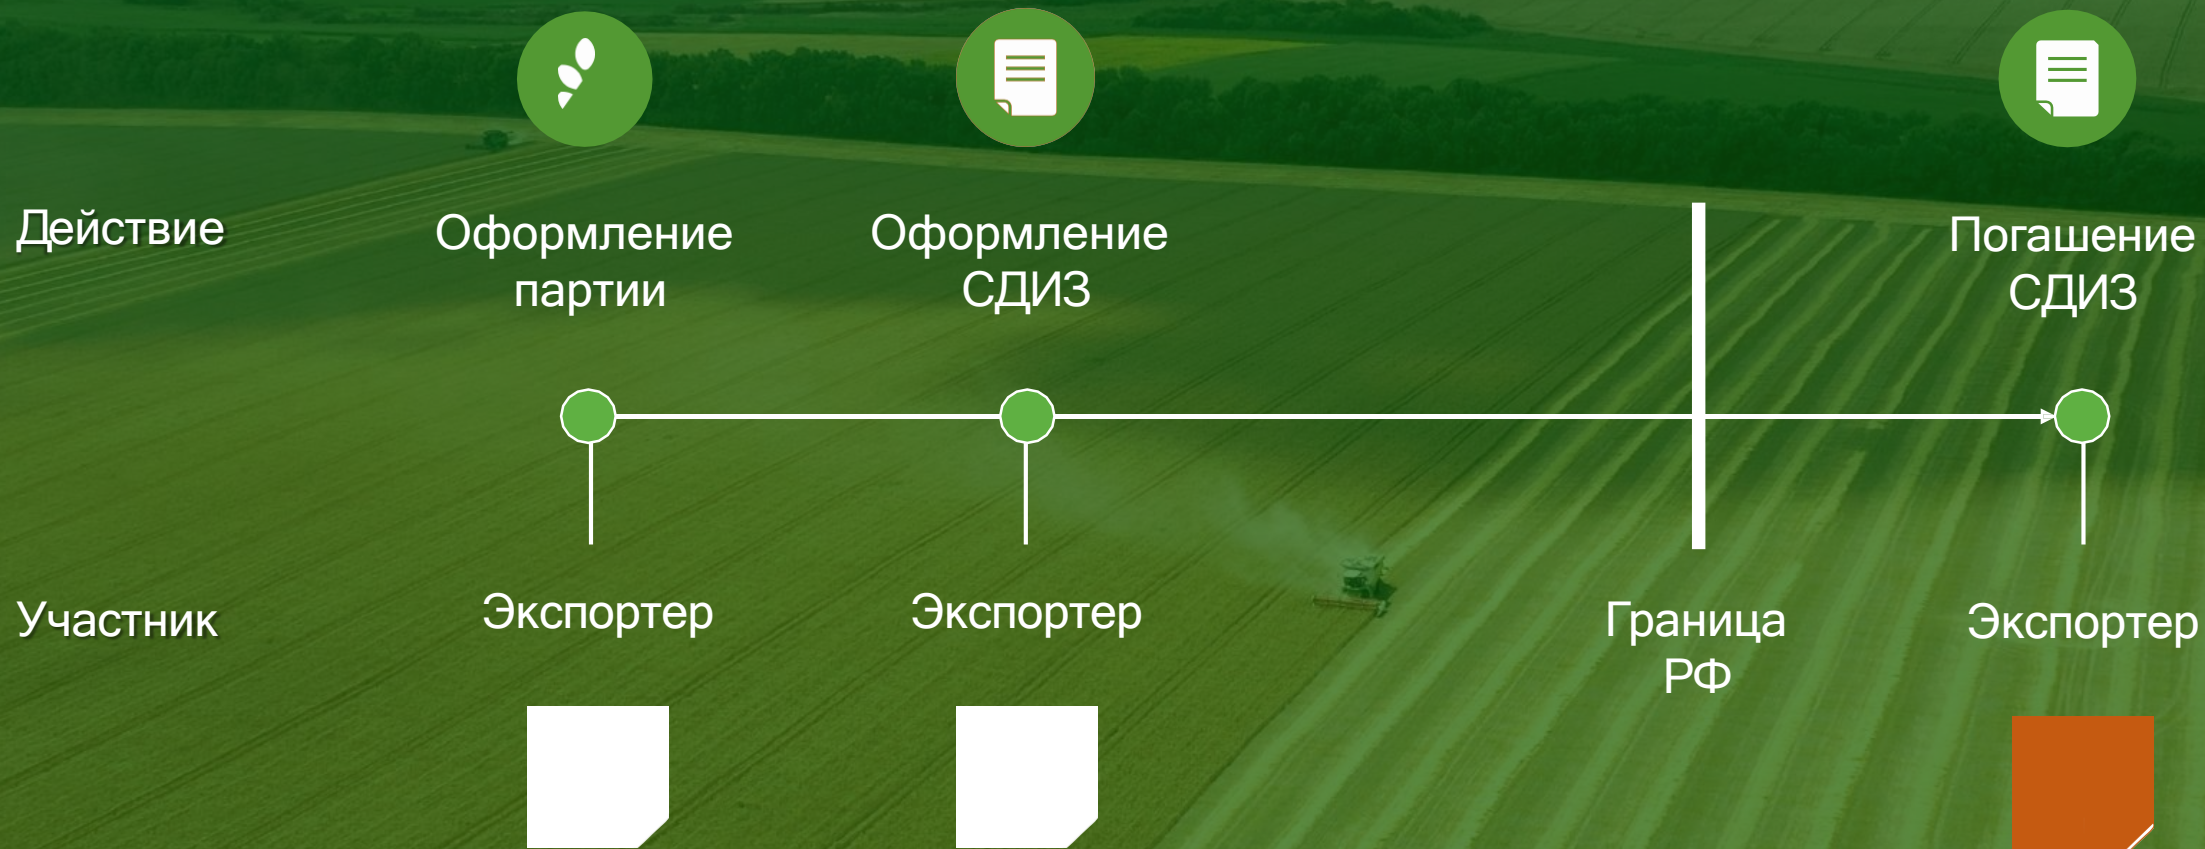 Действие
Оформление
партии
Оформление
СДИЗ
Погашение
СДИЗ
Участник
Экспортер
Экспортер
Граница
РФ
Экспортер